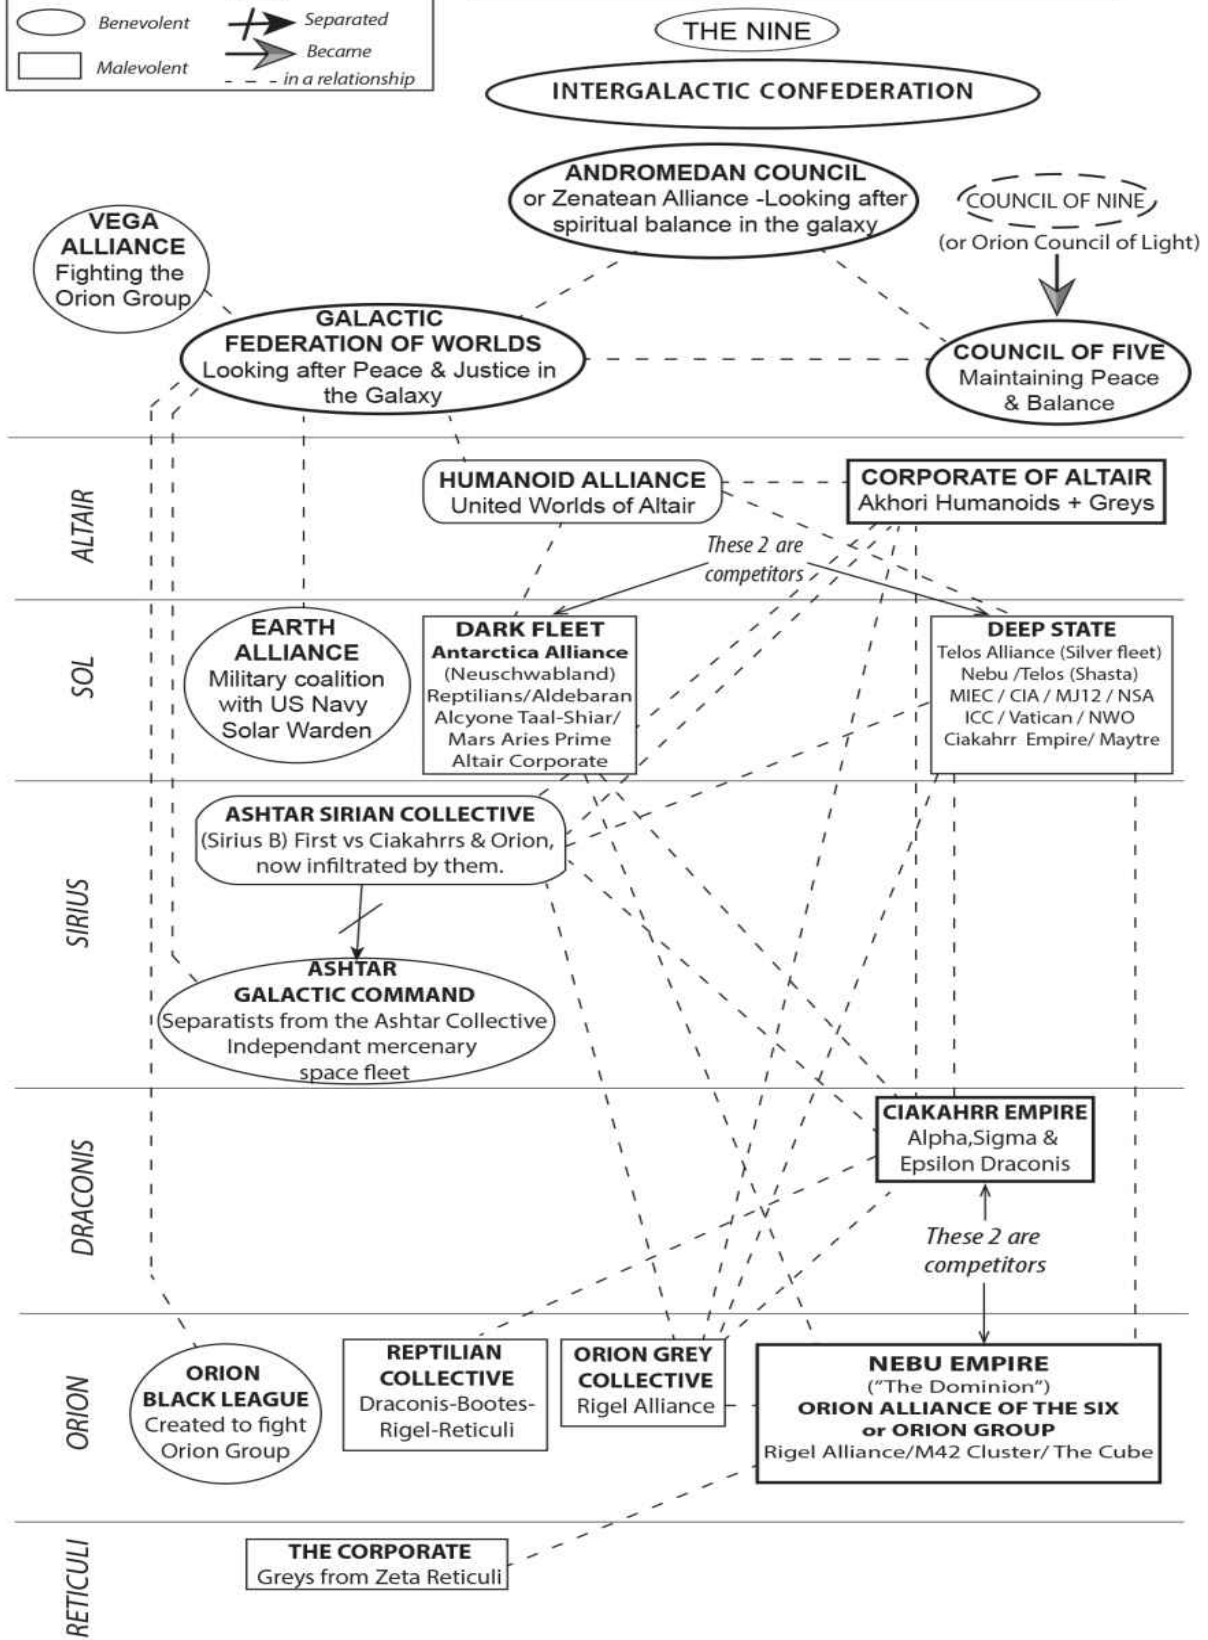 Benevolent
Separated
Malevolent
Became
in a relationship
THE NINE
INTERGALACTIC CONFEDERATION
ANDROMEDAN COUNCIL
or Zenatean Alliance -Looking after
spiritual balance in the galaxy
COUNCIL OF NINE
(or Orion Council of Light)
VEGA
ALLIANCE
Fighting the
Orion Group
GALACTIC
FEDERATION OF WORLDS
Looking after Peace & Justice in
the Galaxy
COUNCIL OF FIVE
Maintaining Peace
& Balance
ALTAIR
HUMANOID ALLIANCE
United Worlds of Altair
CORPORATE OF ALTAIR
Akhori Humanoids + Greys
These 2 are
competitors
SOL
EARTH
ALLIANCE
Military coalition
with US Navy
Solar Warden
DARK FLEET
Antarctica Alliance
(Neuschwabland)
Reptilians/Aldebaran
Alcyone Taal-Shiar/
Mars Aries Prime
Altair Corporate
DEEP STATE
Telos Alliance (Silver fleet)
Nebu /Telos (Shasta)
MIEC / CIA / MJ12 / NSA
ICC / Vatican / NWO
Ciakahrr Empire/ Maytre
SIRIUS
ASHTAR SIRIAN COLLECTIVE
(Sirius B) First vs Ciakahrrs & Orion,
now infiltrated by them.
ASHTAR
GALACTIC COMMAND
Separatists from the Ashtar Collective
Independant mercenary
space fleet
DRACONIS
CIAKAHRR EMPIRE
Alpha,Sigma &
Epsilon Draconis
These 2 are
competitors
ORION
ORION
BLACK LEAGUE
Created to fight
Orion Group
REPTILIAN
COLLECTIVE
Draconis-Bootes-
Rigel-Reticuli
ORION GREY
COLLECTIVE
Rigel Alliance
NEBU EMPIRE
("The Dominion")
ORION ALLIANCE OF THE SIX
or ORION GROUP
Rigel Alliance/M42 Cluster/ The Cube
RETICULI
THE CORPORATE
Greys from Zeta Reticuli